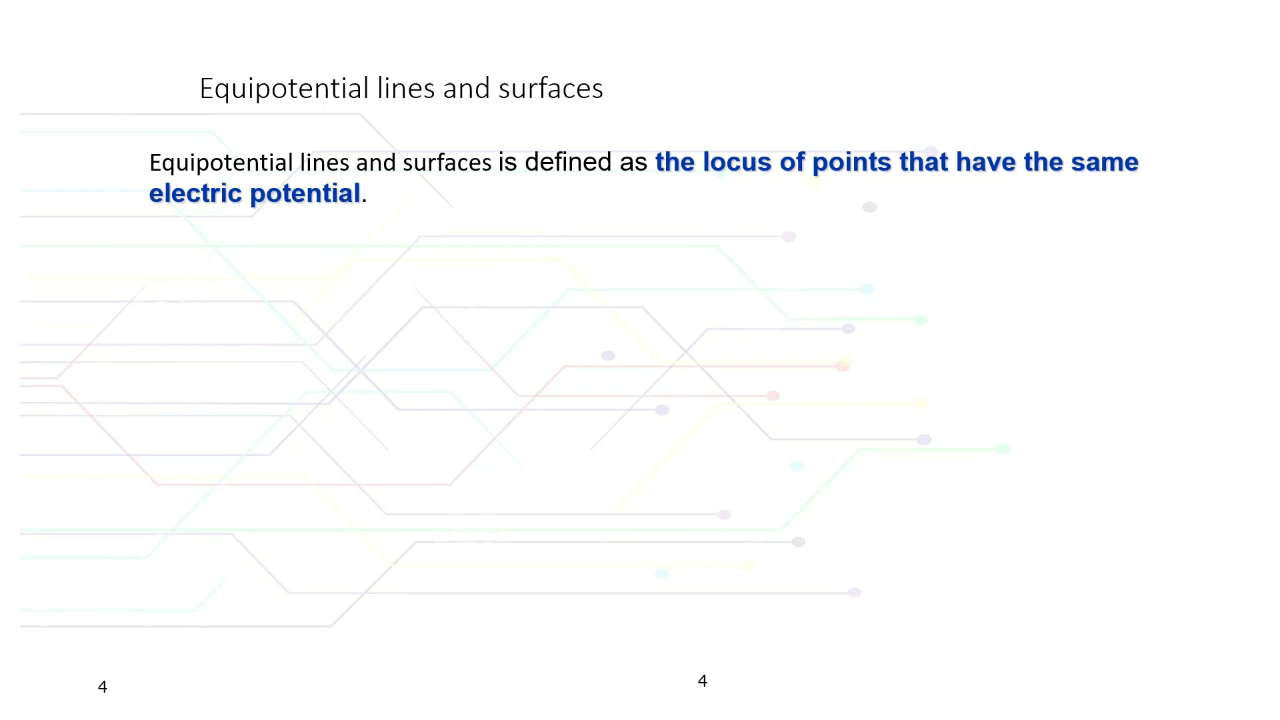 Equipotential lines and surfaces
Equipotential lines and surfaces is defined as the locus of points that have the same
electric potential.
4
4